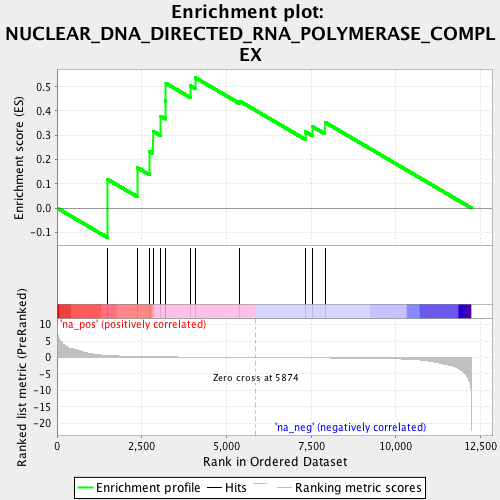 Enrichment plot:
NUCLEAR_DNA_DIRECTED_RNA_POLYMERASE_COMPL
EX
Enrichment score (ES)
0.5
0.4
0.3
0.2
0.1
0.0
-0.1
Ranked list metric (PreRanked)
10
5
0
-5
-10
-15
-20
'na_pos' (positively correlated)
Zero cross at 5874
'na_neg' (negatively correlated)
0
2,500
5,000
7,500
10,000
12,500
Rank in Ordered Dataset
Enrichment profile
Hits
Ranking metric scores